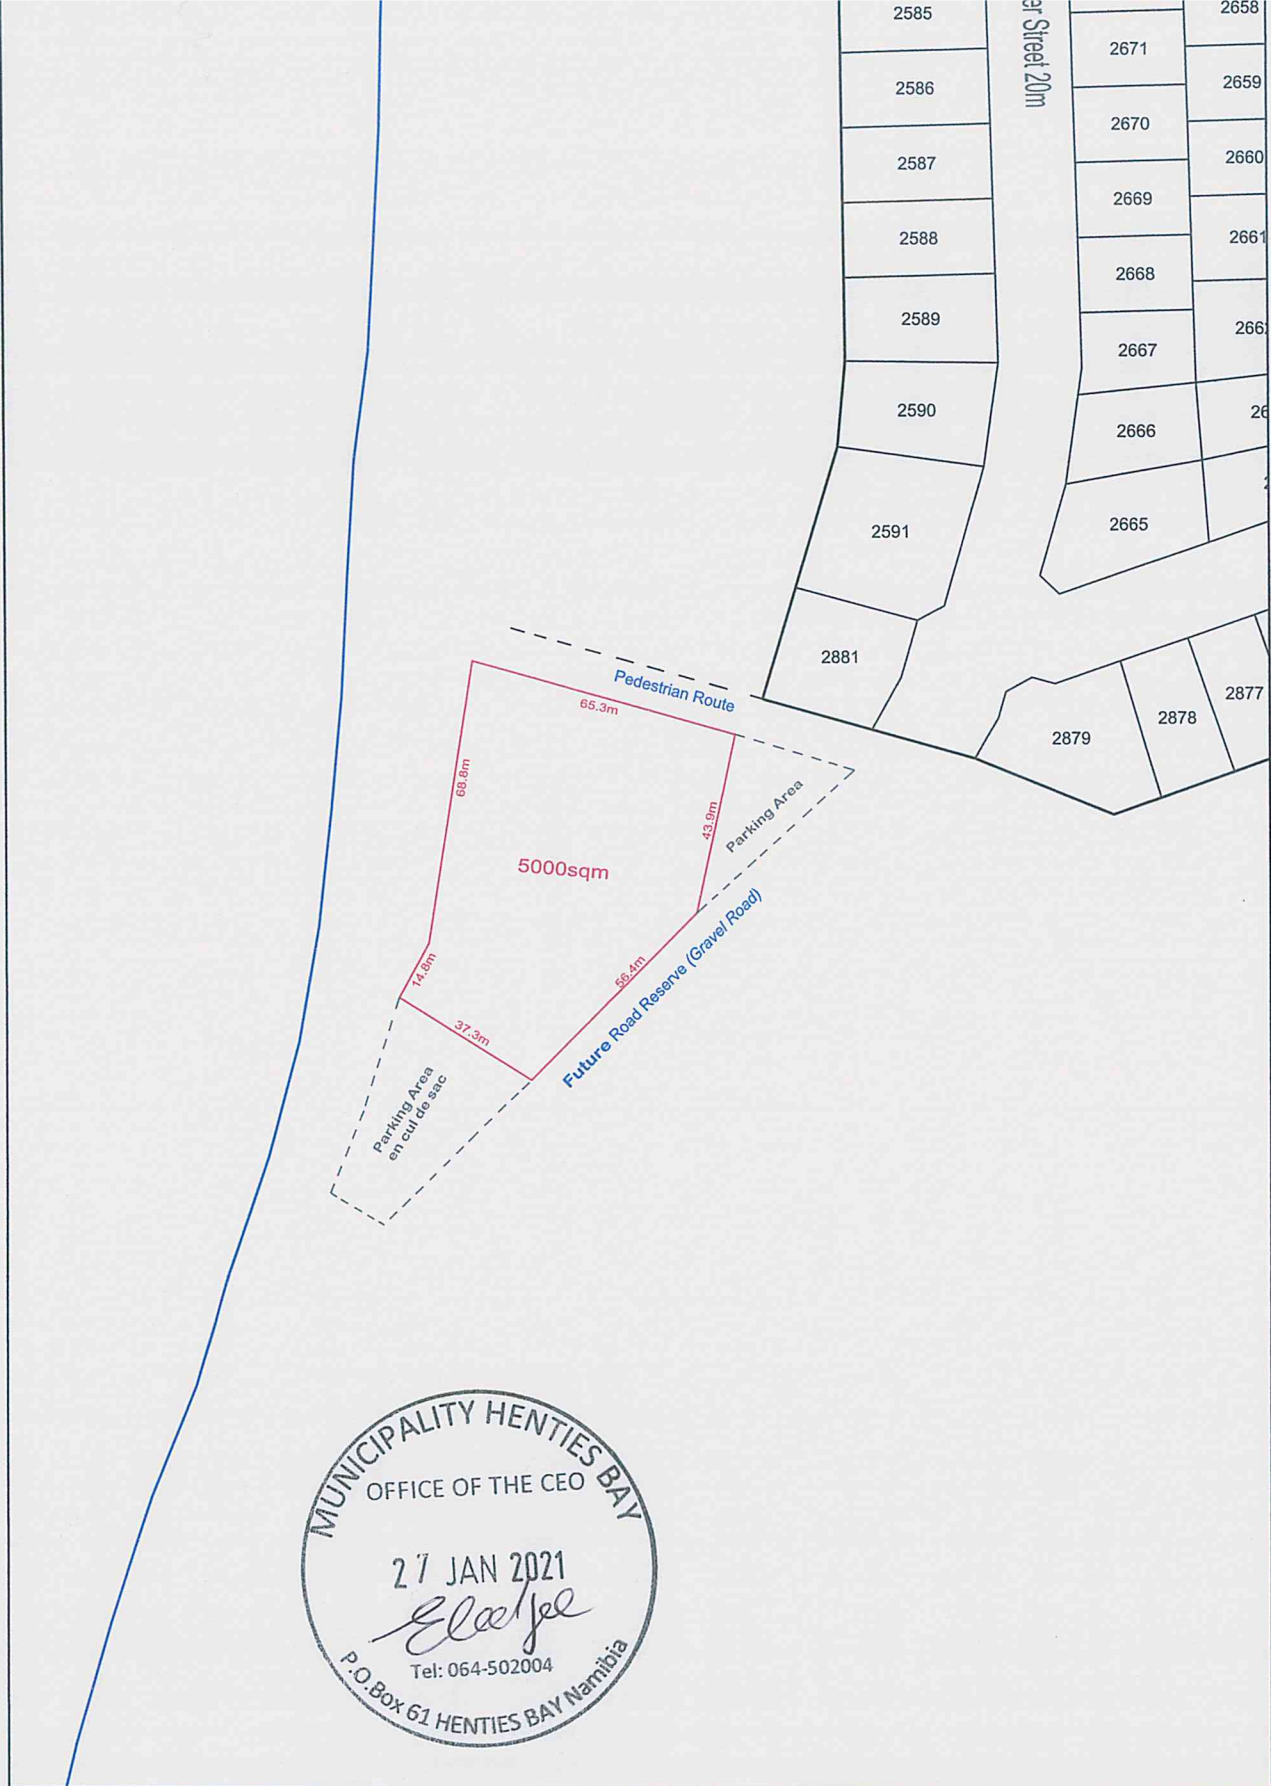 2585
2586
2587
2588
2589
2590
2591
2881
er Street 20m
2671
2670
2669
2668
2667
2666
2665
2658
2659
2660
2661
266
26
2879
2878
2877
Pedestrian Route
65.3m
68.8m
43.9m
Parking Area
5000sqm
14.8m
56.4m
37.3m
Future Road Reserve (Gravel Road)
Parking Area
en cul de sac
MUNICIPALITY HENTIES BAY
OFFICE OF THE CEO
27 JAN 2021
Tel: 064-502004
P.O.Box 61 HENTIES BAY Namibia